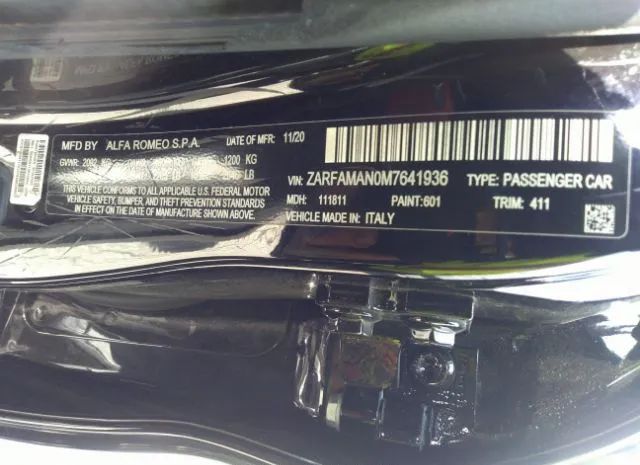 MFD BY ALFA ROMEO S.P.A. DATE OF MFR: 11/20
GVWR: 2092 KG 1200 KG
LB LB
THIS VEHICLE CONFORMS TO ALL APPLICABLE U.S. FEDERAL MOTOR
VEHICLE SAFETY, BUMPER, AND THEFT PREVENTION STANDARDS IN EFFECT
ON THE DATE OF MANUFACTURE SHOWN ABOVE.
VIN: ZARFAMAN0M7641936 TYPE: PASSENGER CAR
MDH: 111811 PAINT:601 TRIM: 411
VEHICLE MADE IN: ITALY